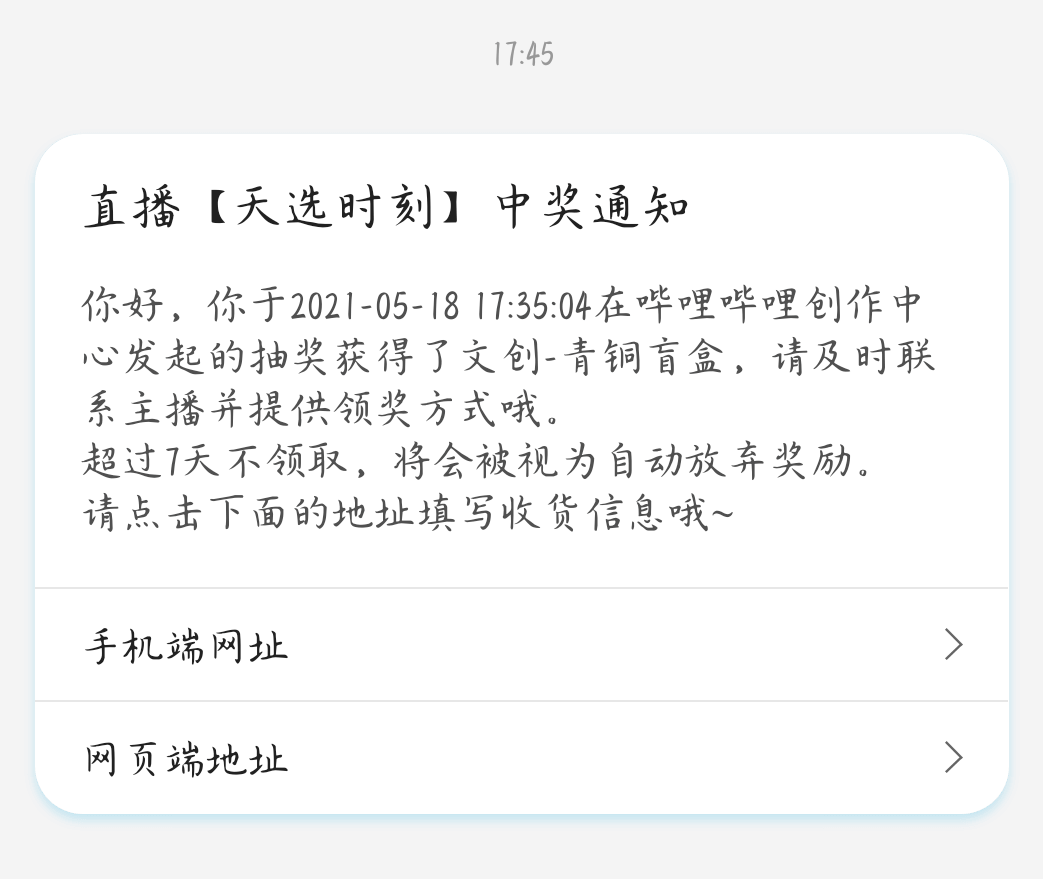 17:45
直播【天选时刻】中奖通知
你好，你于2021-05-18 17:35:04在哔哩哔哩创作中
心发起的抽奖获得了文创-青铜盲盒，请及时联
系主播并提供领奖方式哦。
超过7天不领取，将会被视为自动放弃奖励。
请点击下面的地址填写收货信息哦~
手机端网址
网页端地址